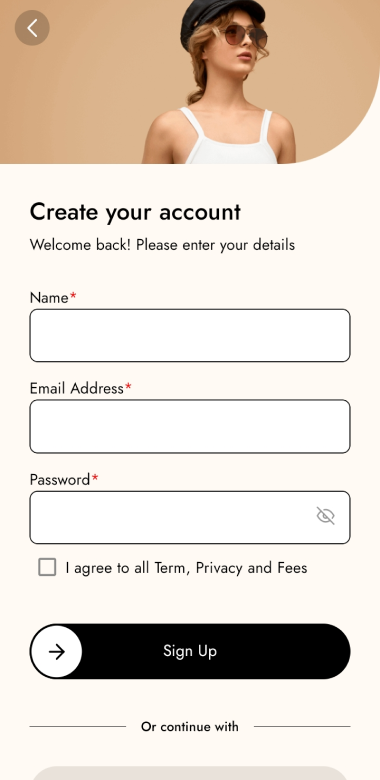 Create your account
Welcome back! Please enter your details
Name*
Email Address*
Password*
I agree to all Term, Privacy and Fees
Sign Up
Or continue with